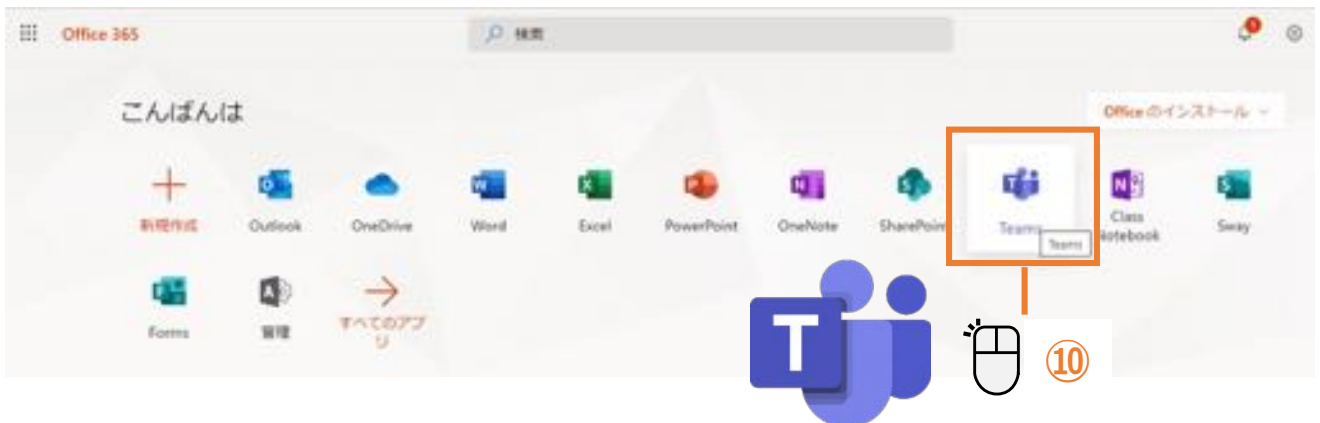 Office 365
検索
こんばんは
Office のインストール
新規作成
Outlook
OneDrive
Word
Excel
PowerPoint
OneNote
SharePoint
Teams
Teams
Class
Notebook
Sway
Forms
管理
すべてのアプ
リ
T
⑩